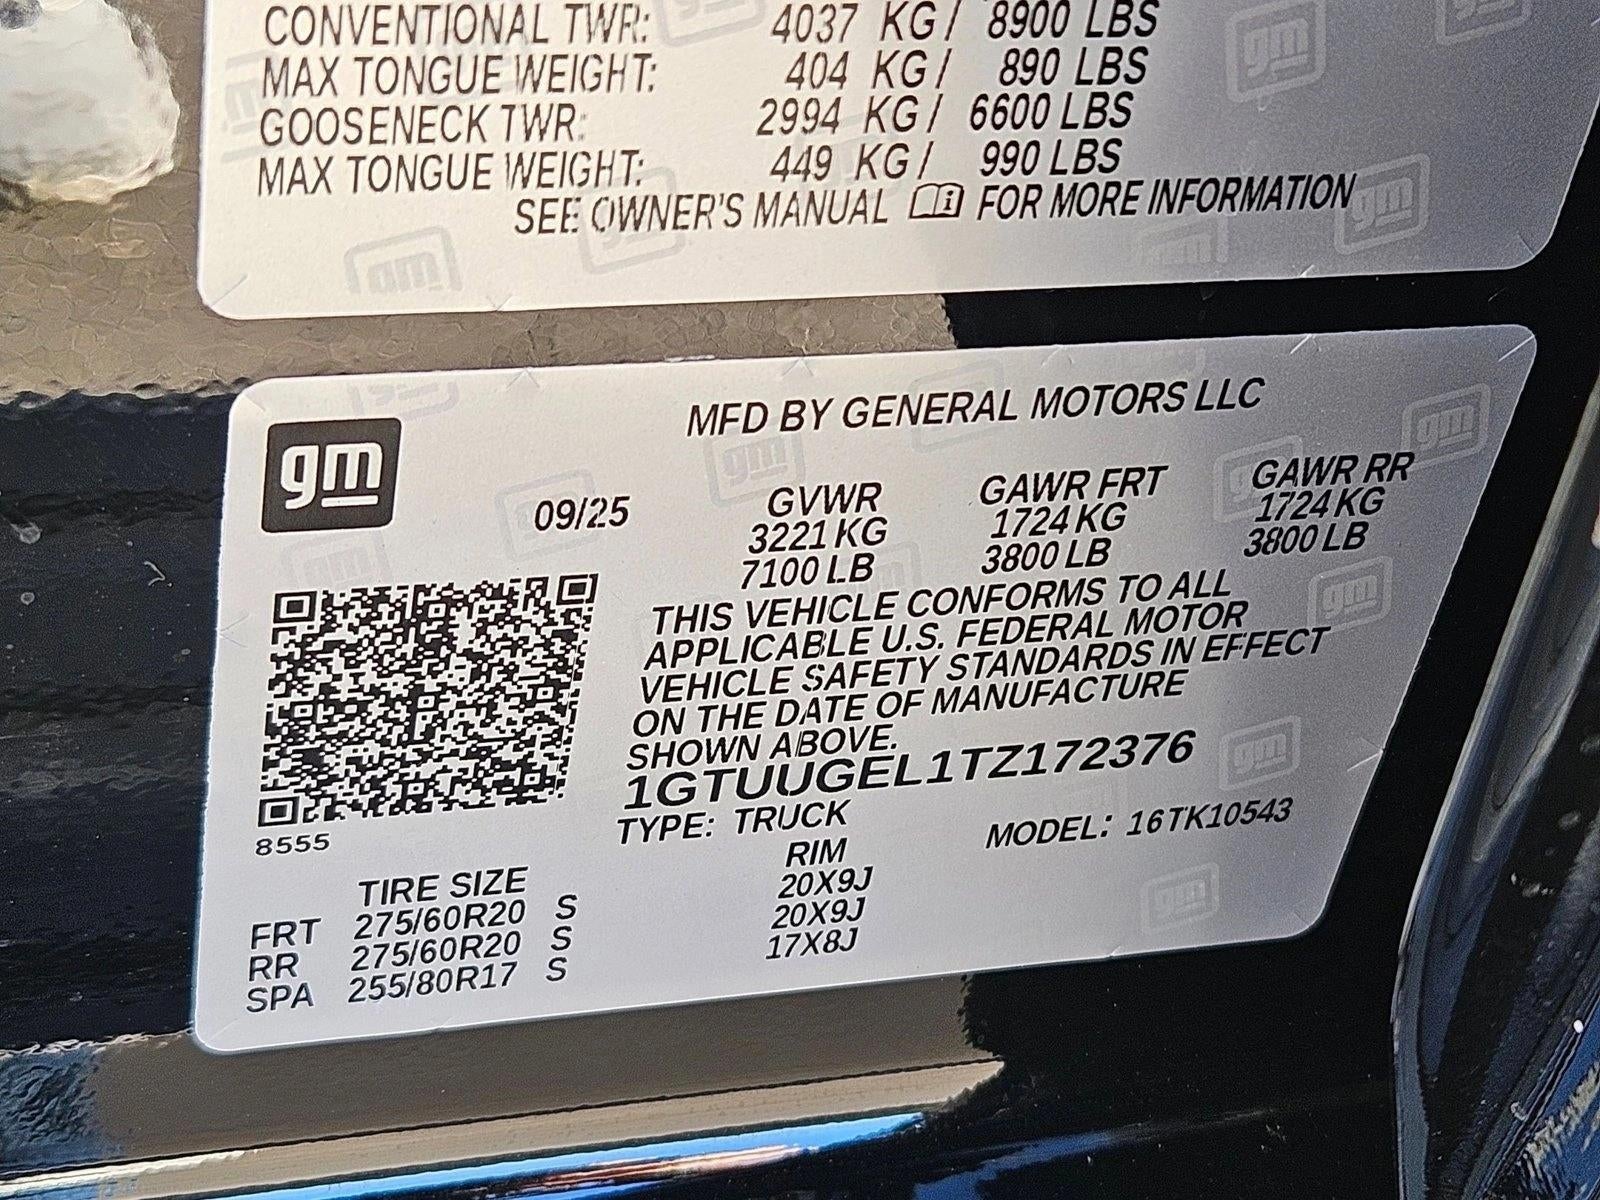 CONVENTIONAL TWR: 4037 KG / 8900 LBS
MAX TONGUE WEIGHT: 404 KG / 890 LBS
GOOSENECK TWR: 2994 KG / 6600 LBS
MAX TONGUE WEIGHT: 449 KG / 990 LBS
SEE OWNER'S MANUAL FOR MORE INFORMATION
gm
MFD BY GENERAL MOTORS LLC
09/25 GVWR GAWR FRT GAWR RR
3221 KG 1724 KG 1724 KG
7100 LB 3800 LB 3800 LB
THIS VEHICLE CONFORMS TO ALL
APPLICABLE U.S. FEDERAL MOTOR
VEHICLE SAFETY STANDARDS IN EFFECT
ON THE DATE OF MANUFACTURE
SHOWN ABOVE.
1GTUUGEL1TZ172376
TYPE: TRUCK MODEL: 16TK10543
8555
TIRE SIZE RIM
FRT 275/60R20 S 20X9J
RR 275/60R20 S 20X9J
SPA 255/80R17 S 17X8J